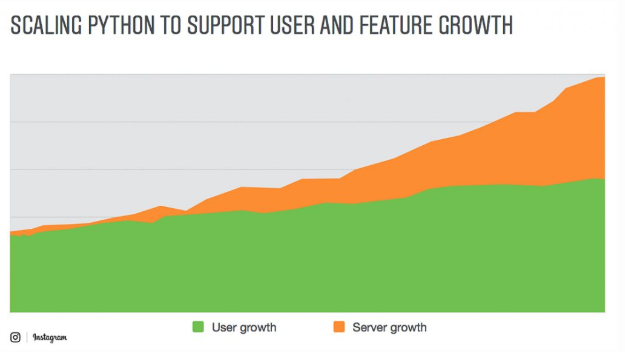 SCALING PYTHON TO SUPPORT USER AND FEATURE GROWTH
User growth
Server growth
Instagram